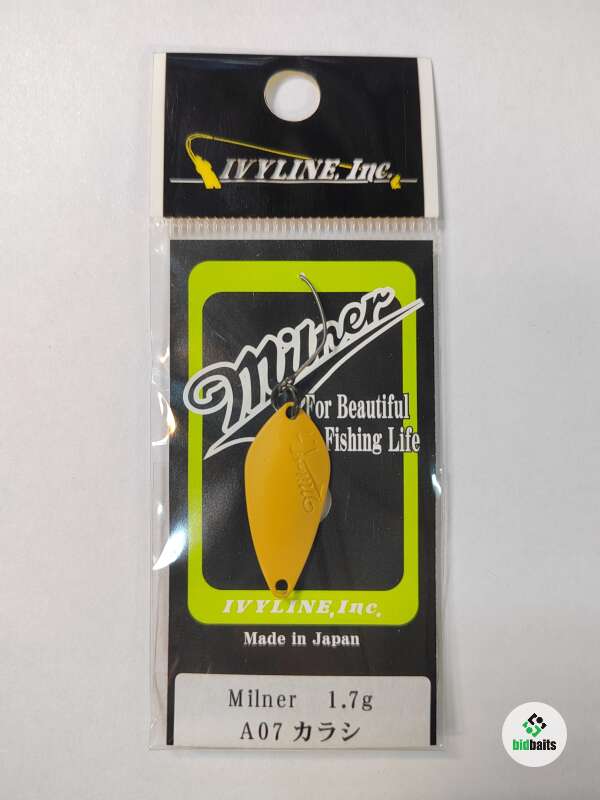 IVYLINE, Inc.
Milner
For Beautiful
Fishing Life
Milner
IVYLINE, Inc.
Made in Japan
Milner 1.7g
A07 カラシ
bidbaits